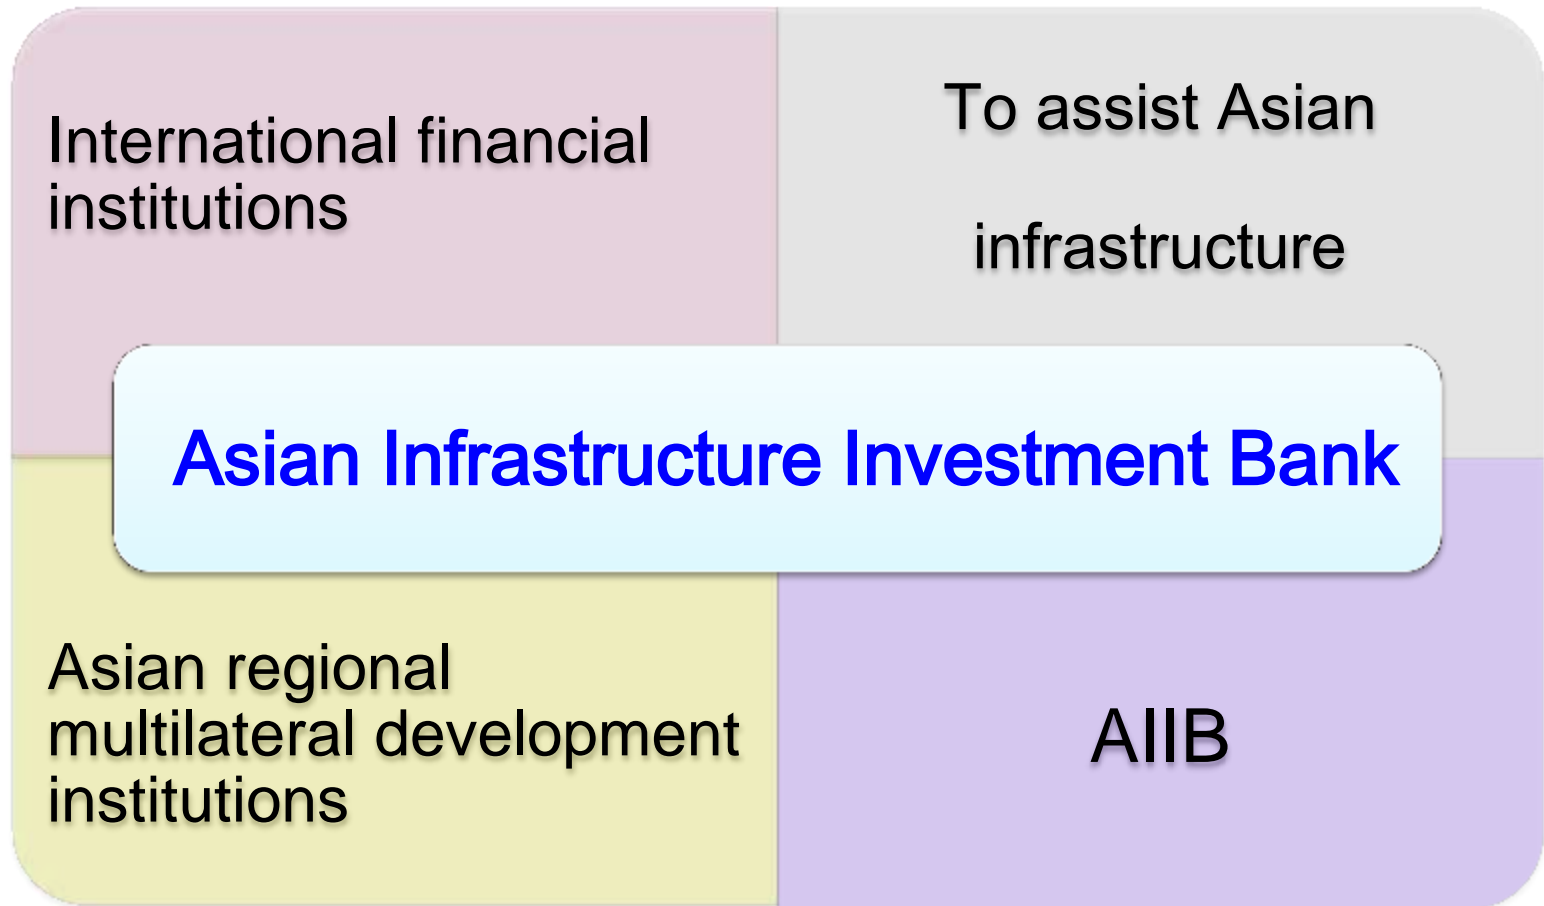 International financial
institutions
To assist Asian
infrastructure
Asian Infrastructure Investment Bank
Asian regional
multilateral development
institutions
AIIB